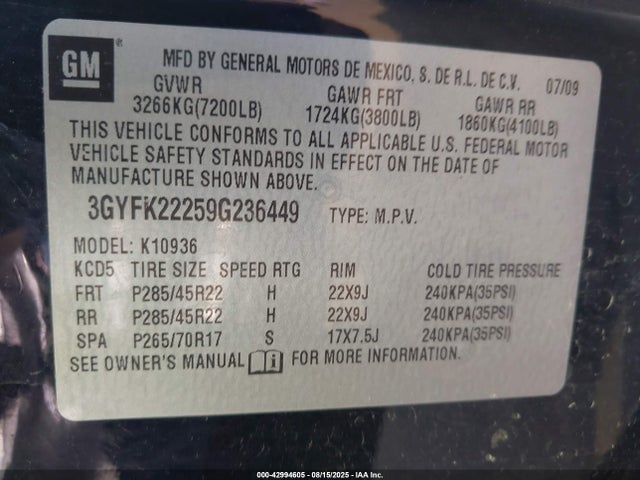 GM ®
MFD BY GENERAL MOTORS DE MEXICO, S. DE R.L. DE C.V. 07/09
GVWR GAWR FRT GAWR RR
3266KG(7200LB) 1724KG(3800LB) 1860KG(4100LB)
THIS VEHICLE CONFORMS TO ALL APPLICABLE U.S. FEDERAL MOTOR
VEHICLE SAFETY STANDARDS IN EFFECT ON THE DATE OF
MANUFACTURE SHOWN ABOVE.
3GYFK22259G236449 TYPE: M.P.V.
MODEL: K10936
KCD5 TIRE SIZE SPEED RTG RIM COLD TIRE PRESSURE
FRT P285/45R22 H 22X9J 240KPA(35PSI)
RR P285/45R22 H 22X9J 240KPA(35PSI)
SPA P265/70R17 S 17X7.5J 240KPA(35PSI)
SEE OWNER'S MANUAL i FOR MORE INFORMATION.
000-42994605 - 08/15/2025 - IAA Inc.